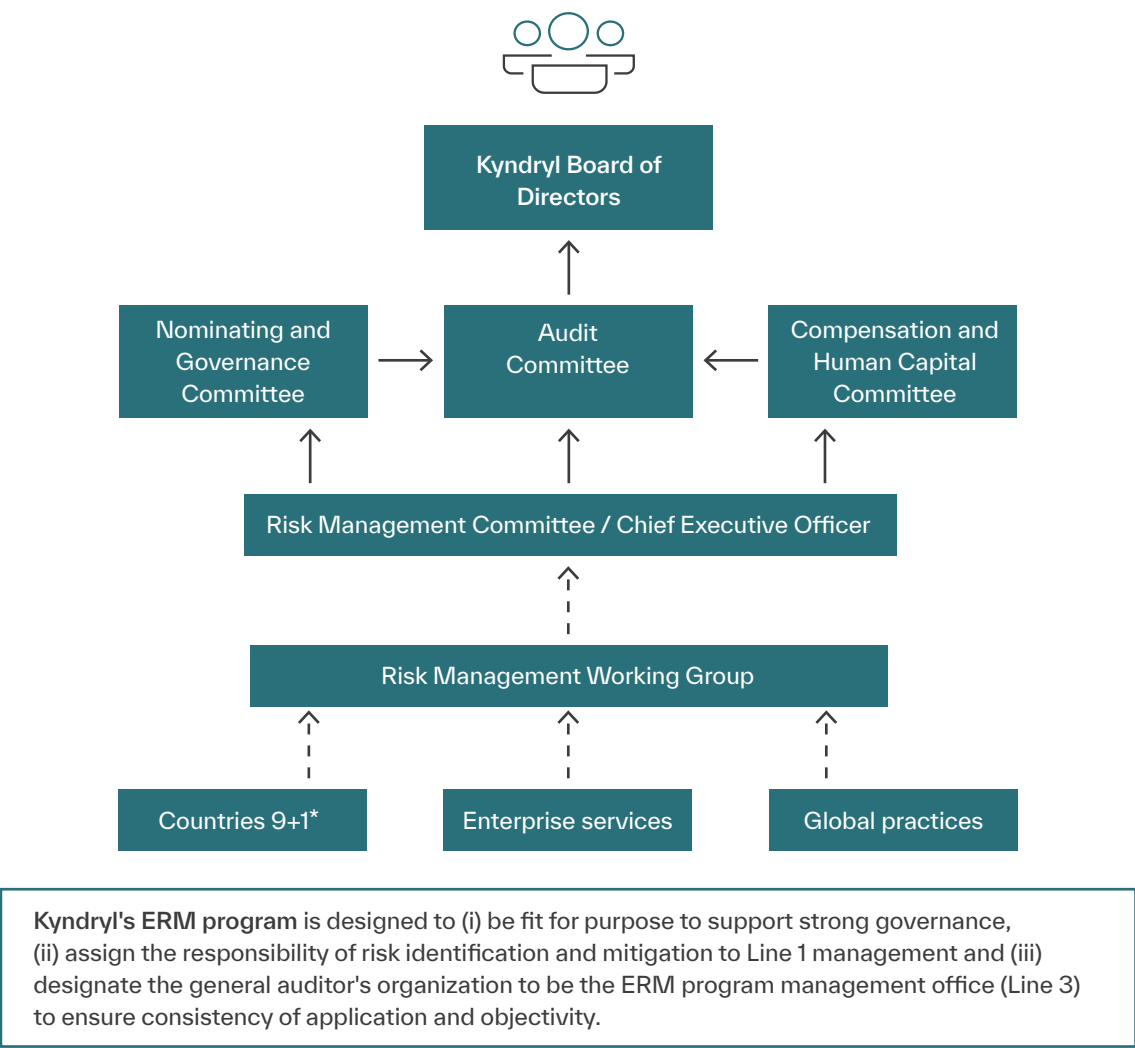 Kyndryl Board of
Directors
Nominating and
Governance
Committee
Audit
Committee
Compensation and
Human Capital
Committee
Risk Management Committee / Chief Executive Officer
Risk Management Working Group
Countries 9+1*
Enterprise services
Global practices
Kyndryl's ERM program is designed to (i) be fit for purpose to support strong governance,
(ii) assign the responsibility of risk identification and mitigation to Line 1 management and (iii)
designate the general auditor's organization to be the ERM program management office (Line 3)
to ensure consistency of application and objectivity.